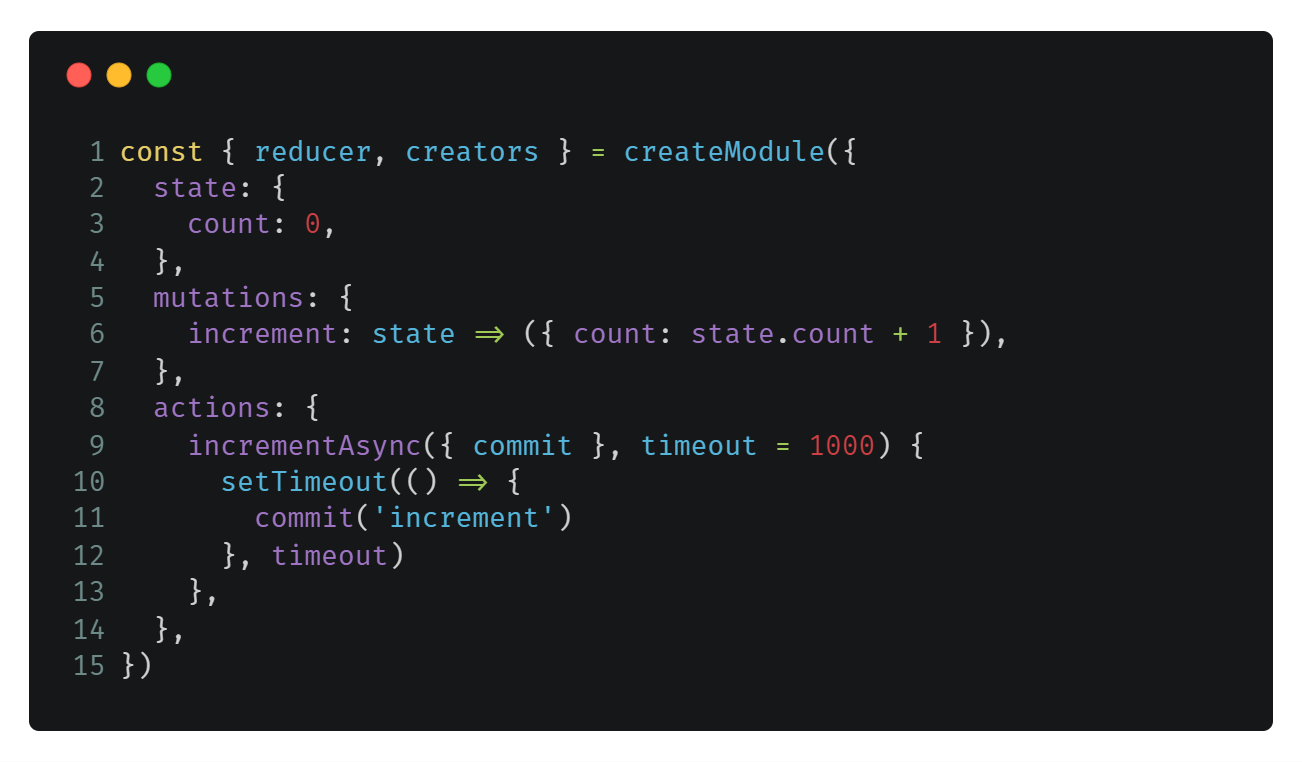 1 const { reducer, creators } = createModule({
2   state: {
3     count: 0,
4   },
5   mutations: {
6     increment: state => ({ count: state.count + 1 }),
7   },
8   actions: {
9     incrementAsync({ commit }, timeout = 1000) {
10       setTimeout(() => {
11         commit('increment')
12       }, timeout)
13     },
14   },
15 })